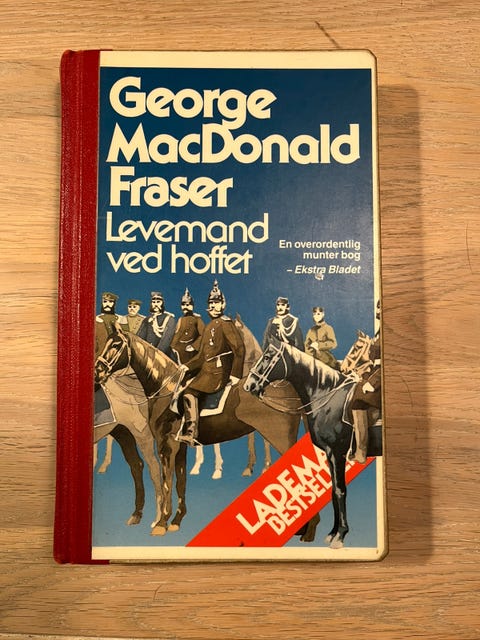 George
MacDonald
Fraser
Levemand
ved hoffet
En overordentlig
munter bog
– Ekstra Bladet